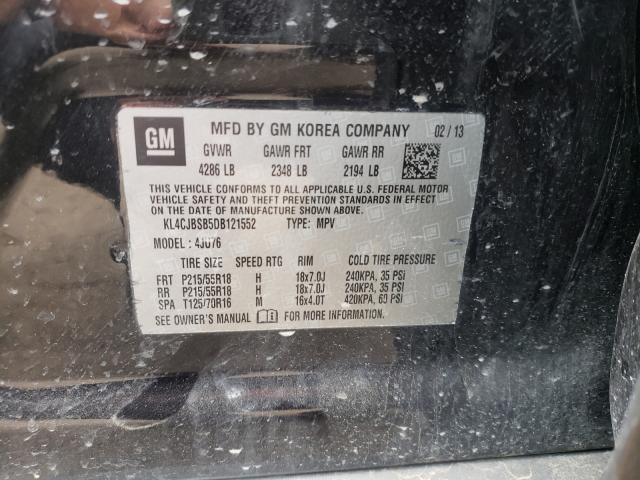 GM MFD BY GM KOREA COMPANY 02/13
GVWR GAWR FRT GAWR RR
4286 LB 2348 LB 2194 LB
THIS VEHICLE CONFORMS TO ALL APPLICABLE U.S. FEDERAL MOTOR
VEHICLE SAFETY AND THEFT PREVENTION STANDARDS IN EFFECT ON
DATE OF MANUFACTURE SHOWN ABOVE.
KL4CJBSB5DB121552 TYPE: MPV
MODEL: 4JU76
TIRE SIZE SPEED RTG RIM COLD TIRE PRESSURE
FRT P215/55R18 H 18x7.0J 240KPA, 35 PSI
RR P215/55R18 H 18x7.0J 240KPA, 35 PSI
SPA T125/70R16 M 16x4.0T 420KPA, 60 PSI
SEE OWNER'S MANUAL FOR MORE INFORMATION.